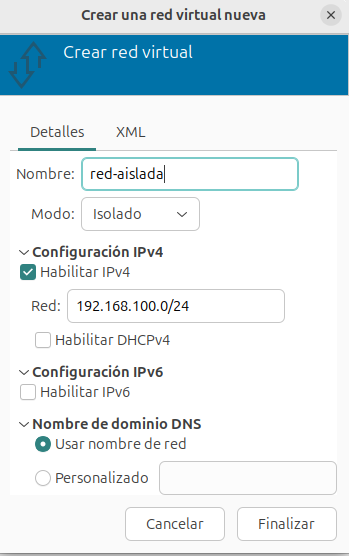 Crear una red virtual nueva
Crear red virtual
Detalles XML
Nombre: red-aislada
Modo: Isolado
Configuración IPv4
Habilitar IPv4
Red: 192.168.100.0/24
Habilitar DHCPv4
Configuración IPv6
Habilitar IPv6
Nombre de dominio DNS
Usar nombre de red
Personalizado
Cancelar Finalizar